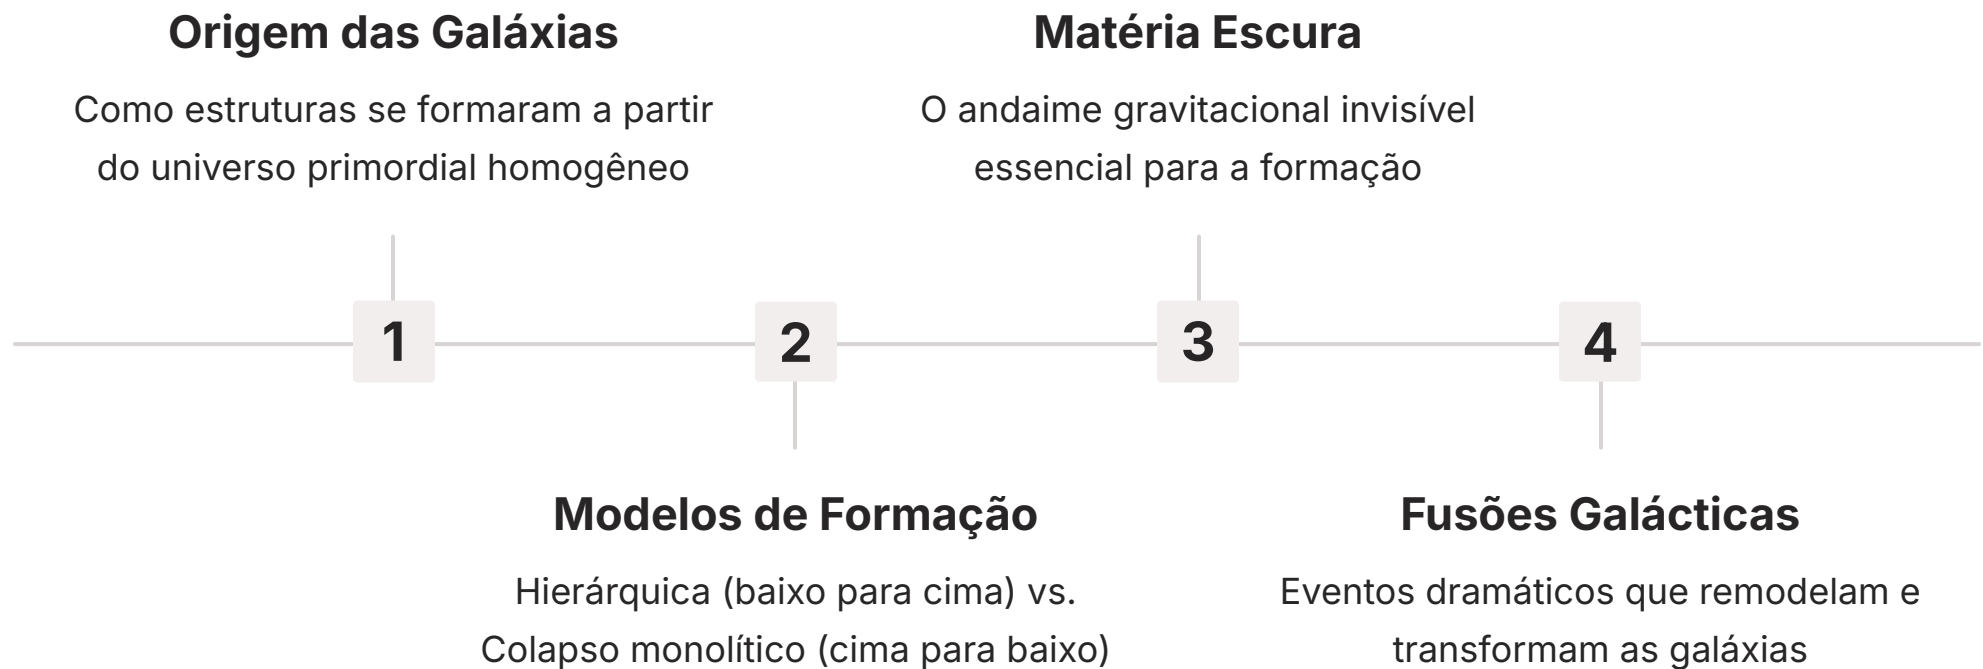 Origem das Galáxias
Como estruturas se formaram a partir
do universo primordial homogêneo
Matéria Escura
O andaime gravitacional invisível
essencial para a formação
1
2
3
4
Modelos de Formação
Hierárquica (baixo para cima) vs.
Colapso monolítico (cima para baixo)
Fusões Galácticas
Eventos dramáticos que remodelam e
transformam as galáxias